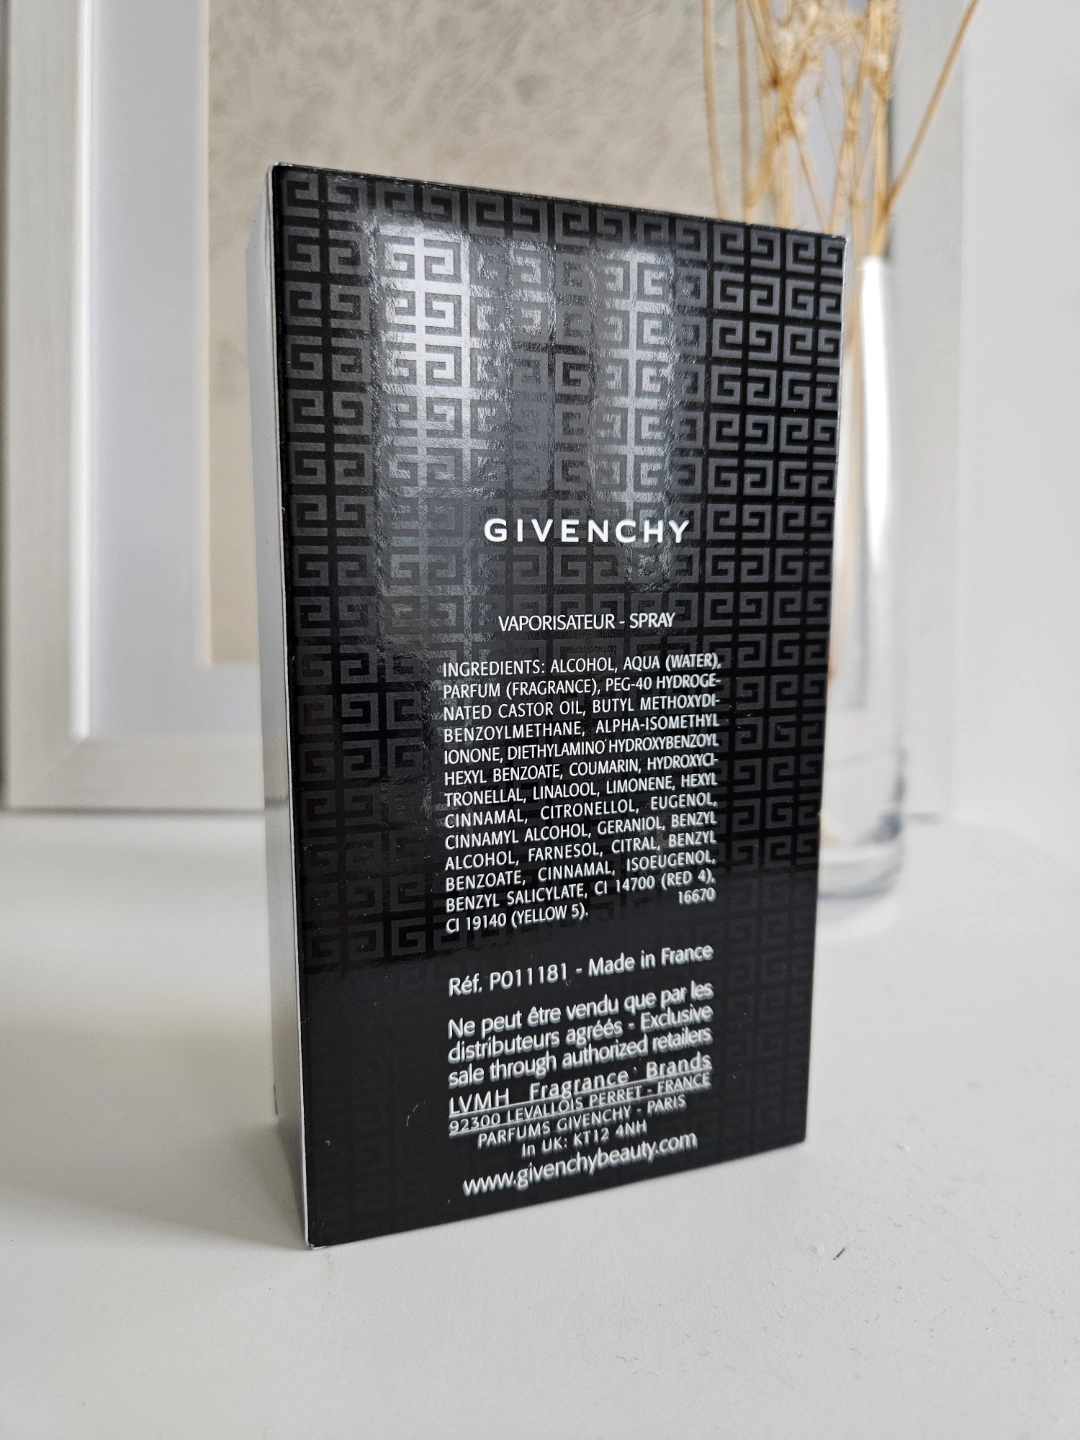 GIVENCHY
VAPORISATEUR - SPRAY
INGREDIENTS: ALCOHOL, AQUA (WATER),
PARFUM (FRAGRANCE), PEG-40 HYDROGE-
NATED CASTOR OIL, BUTYL METHOXYDI-
BENZOYLMETHANE, ALPHA-ISOMETHYL
IONONE, DIETHYLAMINO HYDROXYBENZOYL
HEXYL BENZOATE, COUMARIN, HYDROXYCI-
TRONELLAL, LINALOOL, LIMONENE, HEXYL
CINNAMAL, CITRONELLOL, EUGENOL,
CINNAMYL ALCOHOL, GERANIOL, BENZYL
ALCOHOL, FARNESOL, CITRAL, BENZYL
BENZOATE, CINNAMAL, ISOEUGENOL,
BENZYL SALICYLATE, CI 14700 (RED 4),
CI 19140 (YELLOW 5). 16670
Réf. P011181 - Made in France
Ne peut être vendu que par les
distributeurs agréés - Exclusive
sale through authorized retailers
LVMH Fragrance Brands
92300 LEVALLOIS PERRET - FRANCE
PARFUMS GIVENCHY - PARIS
In UK: KT12 4NH
www.givenchybeauty.com